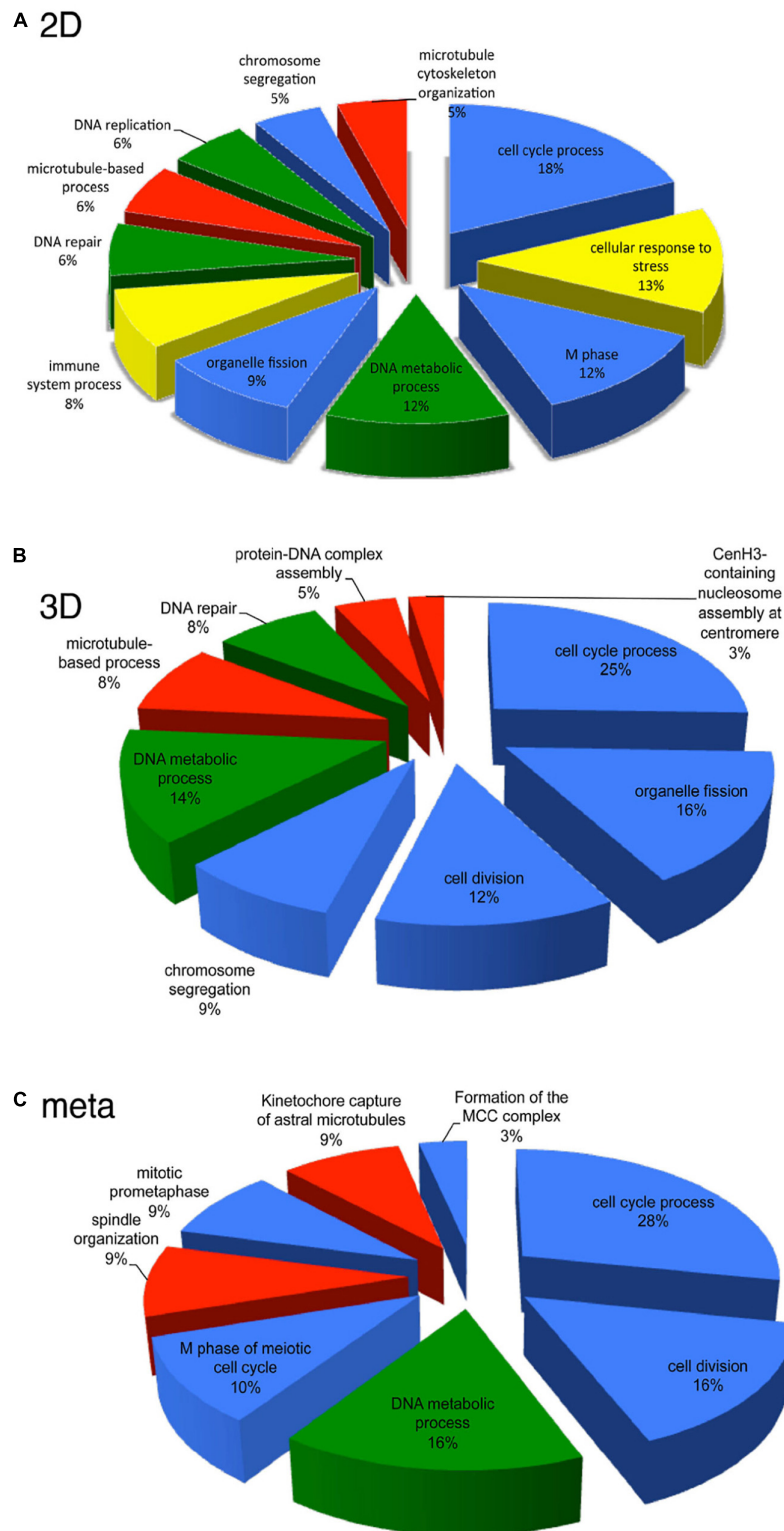 A 2D
chromosome
segregation
5%
microtubule
cytoskeleton
organization
5%
DNA replication
6%
microtubule-based
process
6%
DNA repair
6%
immune
system process
8%
organelle fission
9%
DNA metabolic
process
12%
M phase
12%
cellular response to
stress
13%
cell cycle process
18%
B
3D
protein-DNA complex
assembly
5%
CenH3-
containing
nucleosome
assembly at
centromere
3%
DNA repair
8%
microtubule-
based process
8%
DNA metabolic
process
14%
chromosome
segregation
9%
cell division
12%
organelle fission
16%
cell cycle process
25%
C meta
Kinetochore capture
of astral microtubules
9%
Formation of the
MCC complex
3%
mitotic
prometaphase
9%
spindle
organization
9%
M phase of meiotic
cell cycle
10%
DNA metabolic
process
16%
cell division
16%
cell cycle process
28%